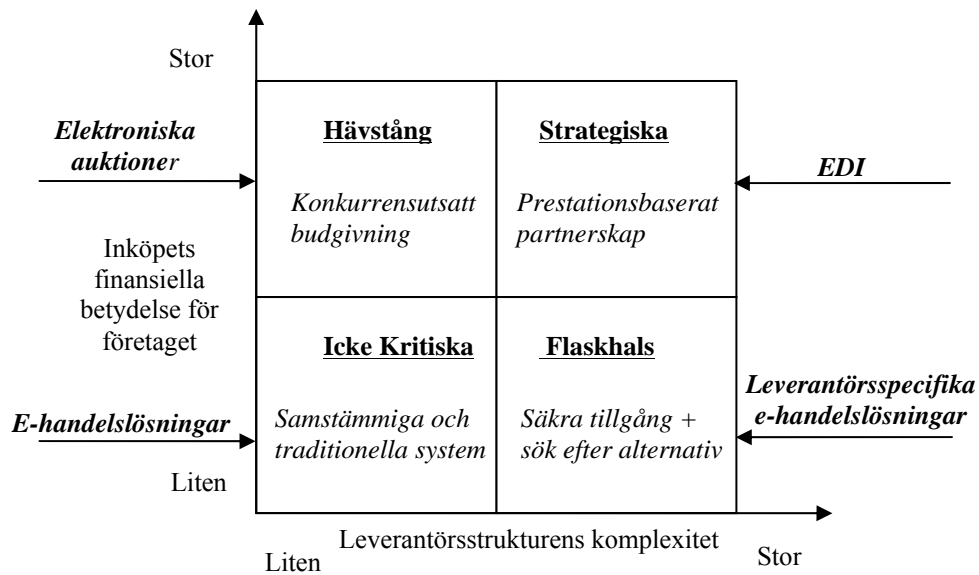 Stor
Elektroniska
auktioner
Hävstång
Konkurrensutsatt
budgivning
Strategiska
Prestationsbaserat
partnerskap
EDI
Inköpets
finansiella
betydelse för
företaget
E-handelslösningar
Icke Kritiska
Samstämmiga och
traditionella system
Flaskhals
Säkra tillgång +
sök efter alternativ
Leverantörsspecifika
e-handelslösningar
Liten
Liten
Leverantörsstrukturens komplexitet
Stor